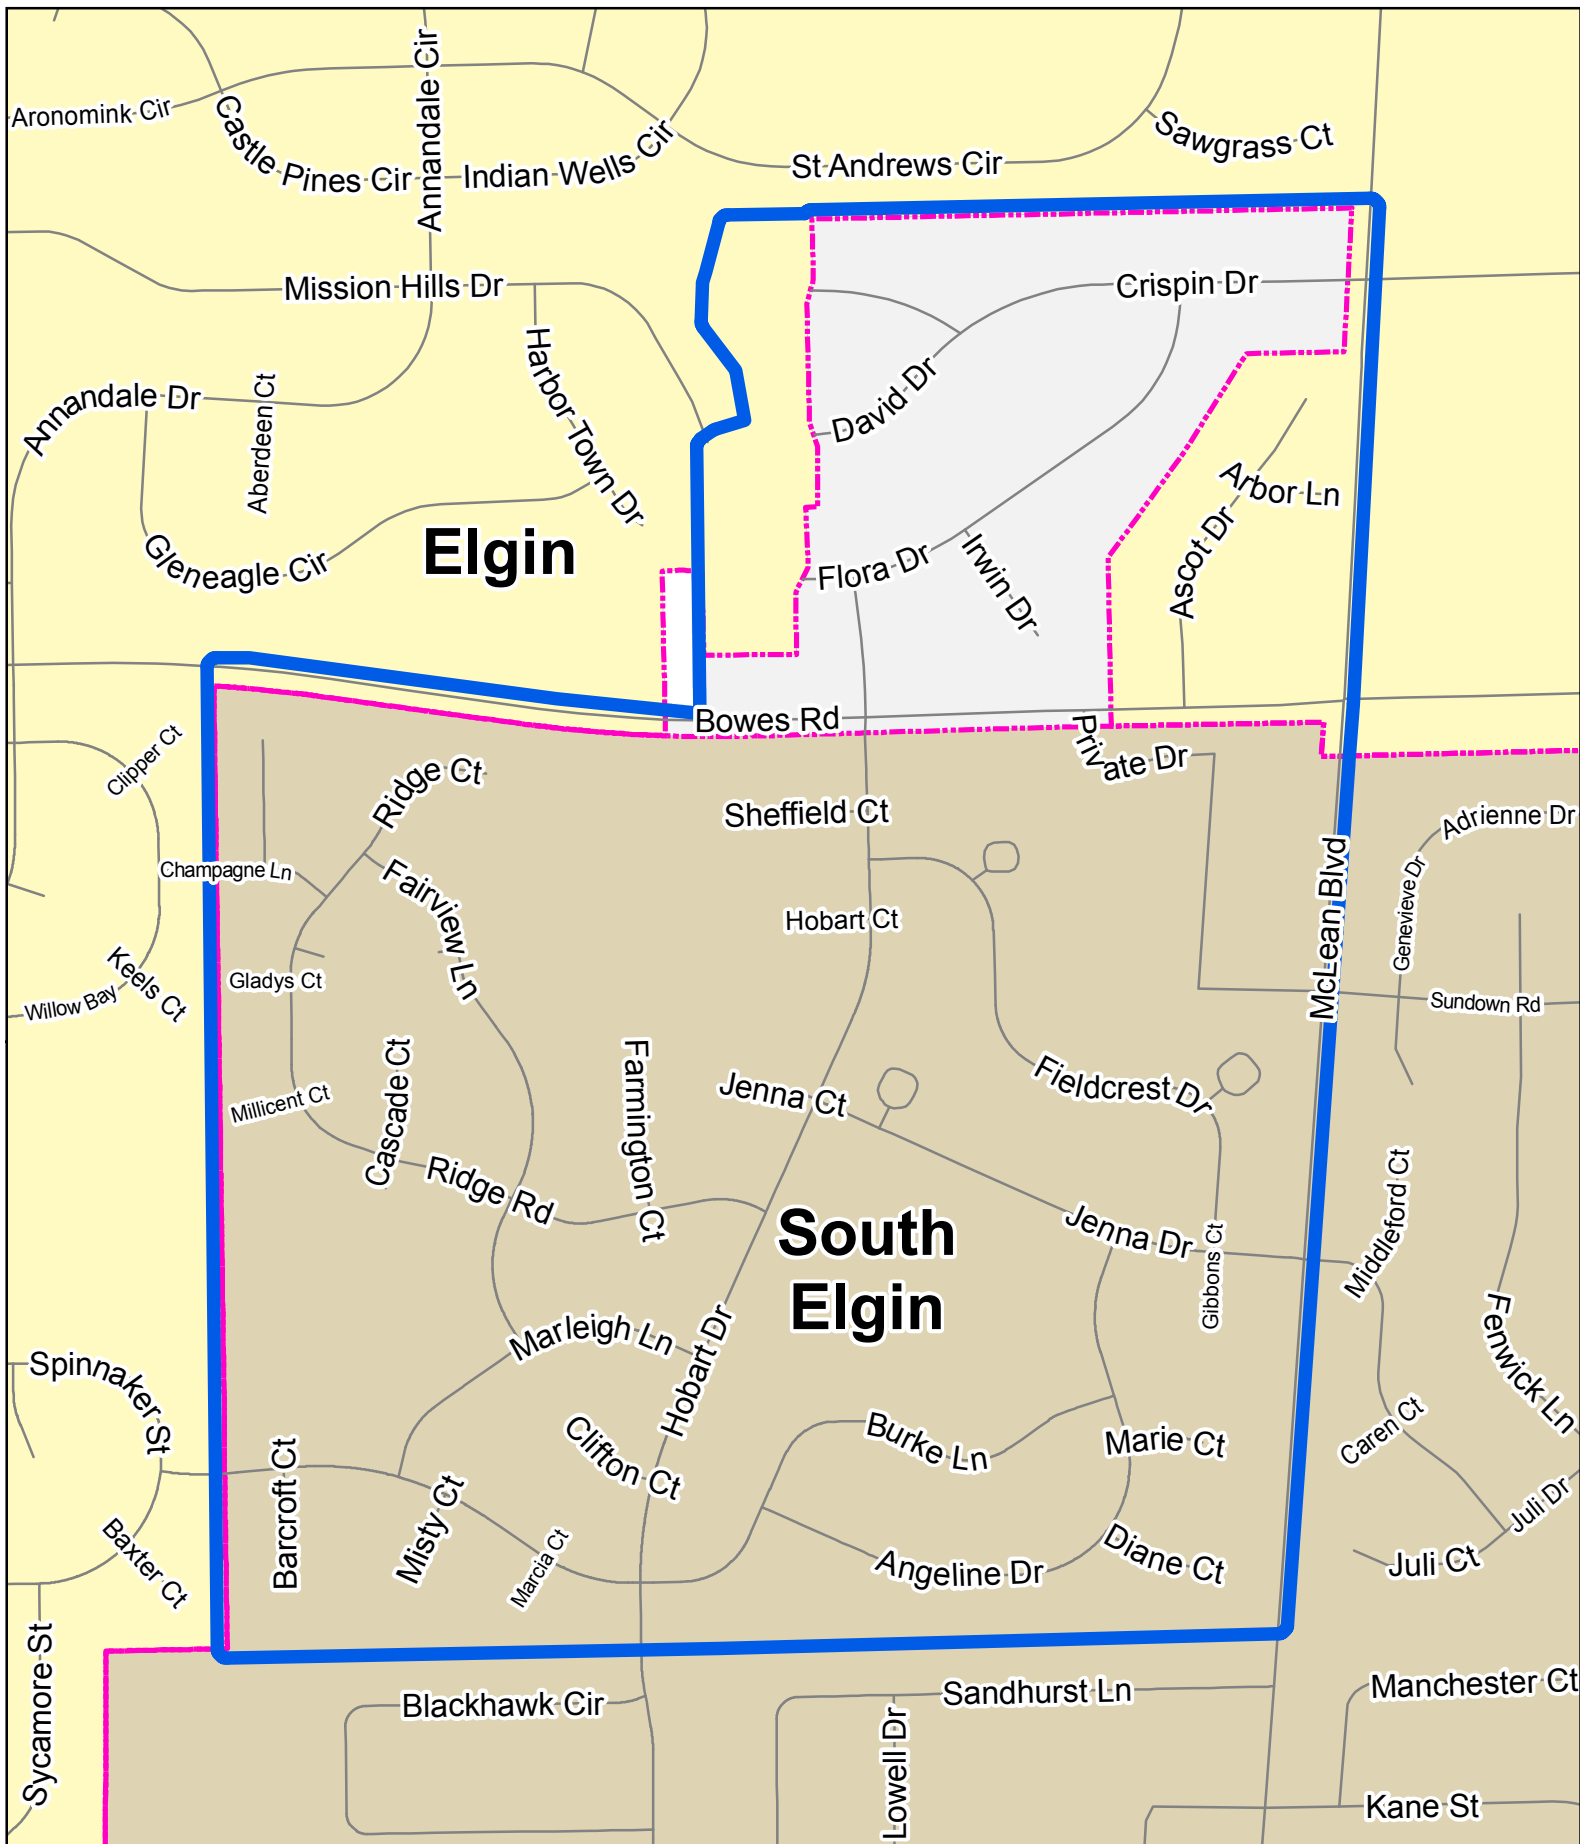 Aronomink Cir
Castle Pines Cir
Annandale Cir
Indian Wells Cir
St Andrews Cir
Sawgrass Ct
Mission Hills Dr
Crispin Dr
Harbor Town Dr
Annandale Dr
Aberdeen Ct
David Dr
Arbor Ln
Gleneagle Cir
Elgin
Flora Dr
Irwin Dr
Ascot Dr
Bowes Rd
Private Dr
Clipper Ct
Ridge Ct
Sheffield Ct
Adrienne Dr
Champagne Ln
Fairview Ln
Hobart Ct
McLean Blvd
Genevieve Dr
Keels Ct
Willow Bay
Gladys Ct
Sundown Rd
Millicent Ct
Cascade Ct
Farmington Ct
Jenna Ct
Fieldcrest Dr
Ridge Rd
South
Elgin
Jenna Dr
Gibbons Ct
Middleford Ct
Fenwick Ln
Marleigh Ln
Hobart Dr
Spinnaker St
Clifton Ct
Burke Ln
Marie Ct
Caren Ct
Barcroft Ct
Misty Ct
Marcia Ct
Baxter Ct
Angeline Dr
Diane Ct
Juli Dr
Juli Ct
Sycamore St
Blackhawk Cir
Sandhurst Ln
Manchester Ct
Lowell Dr
Kane St